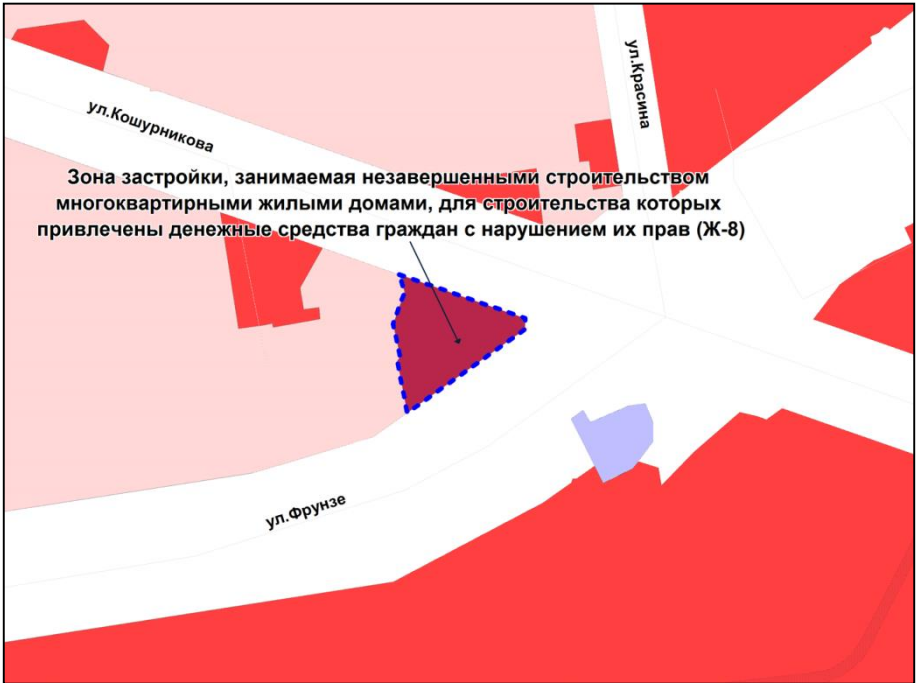 ул.Кошурникова
ул.Красина
Зона застройки, занимаемая незавершенными строительством
многоквартирными жилыми домами, для строительства которых
привлечены денежные средства граждан с нарушением их прав (Ж-8)
ул.Фрунзе